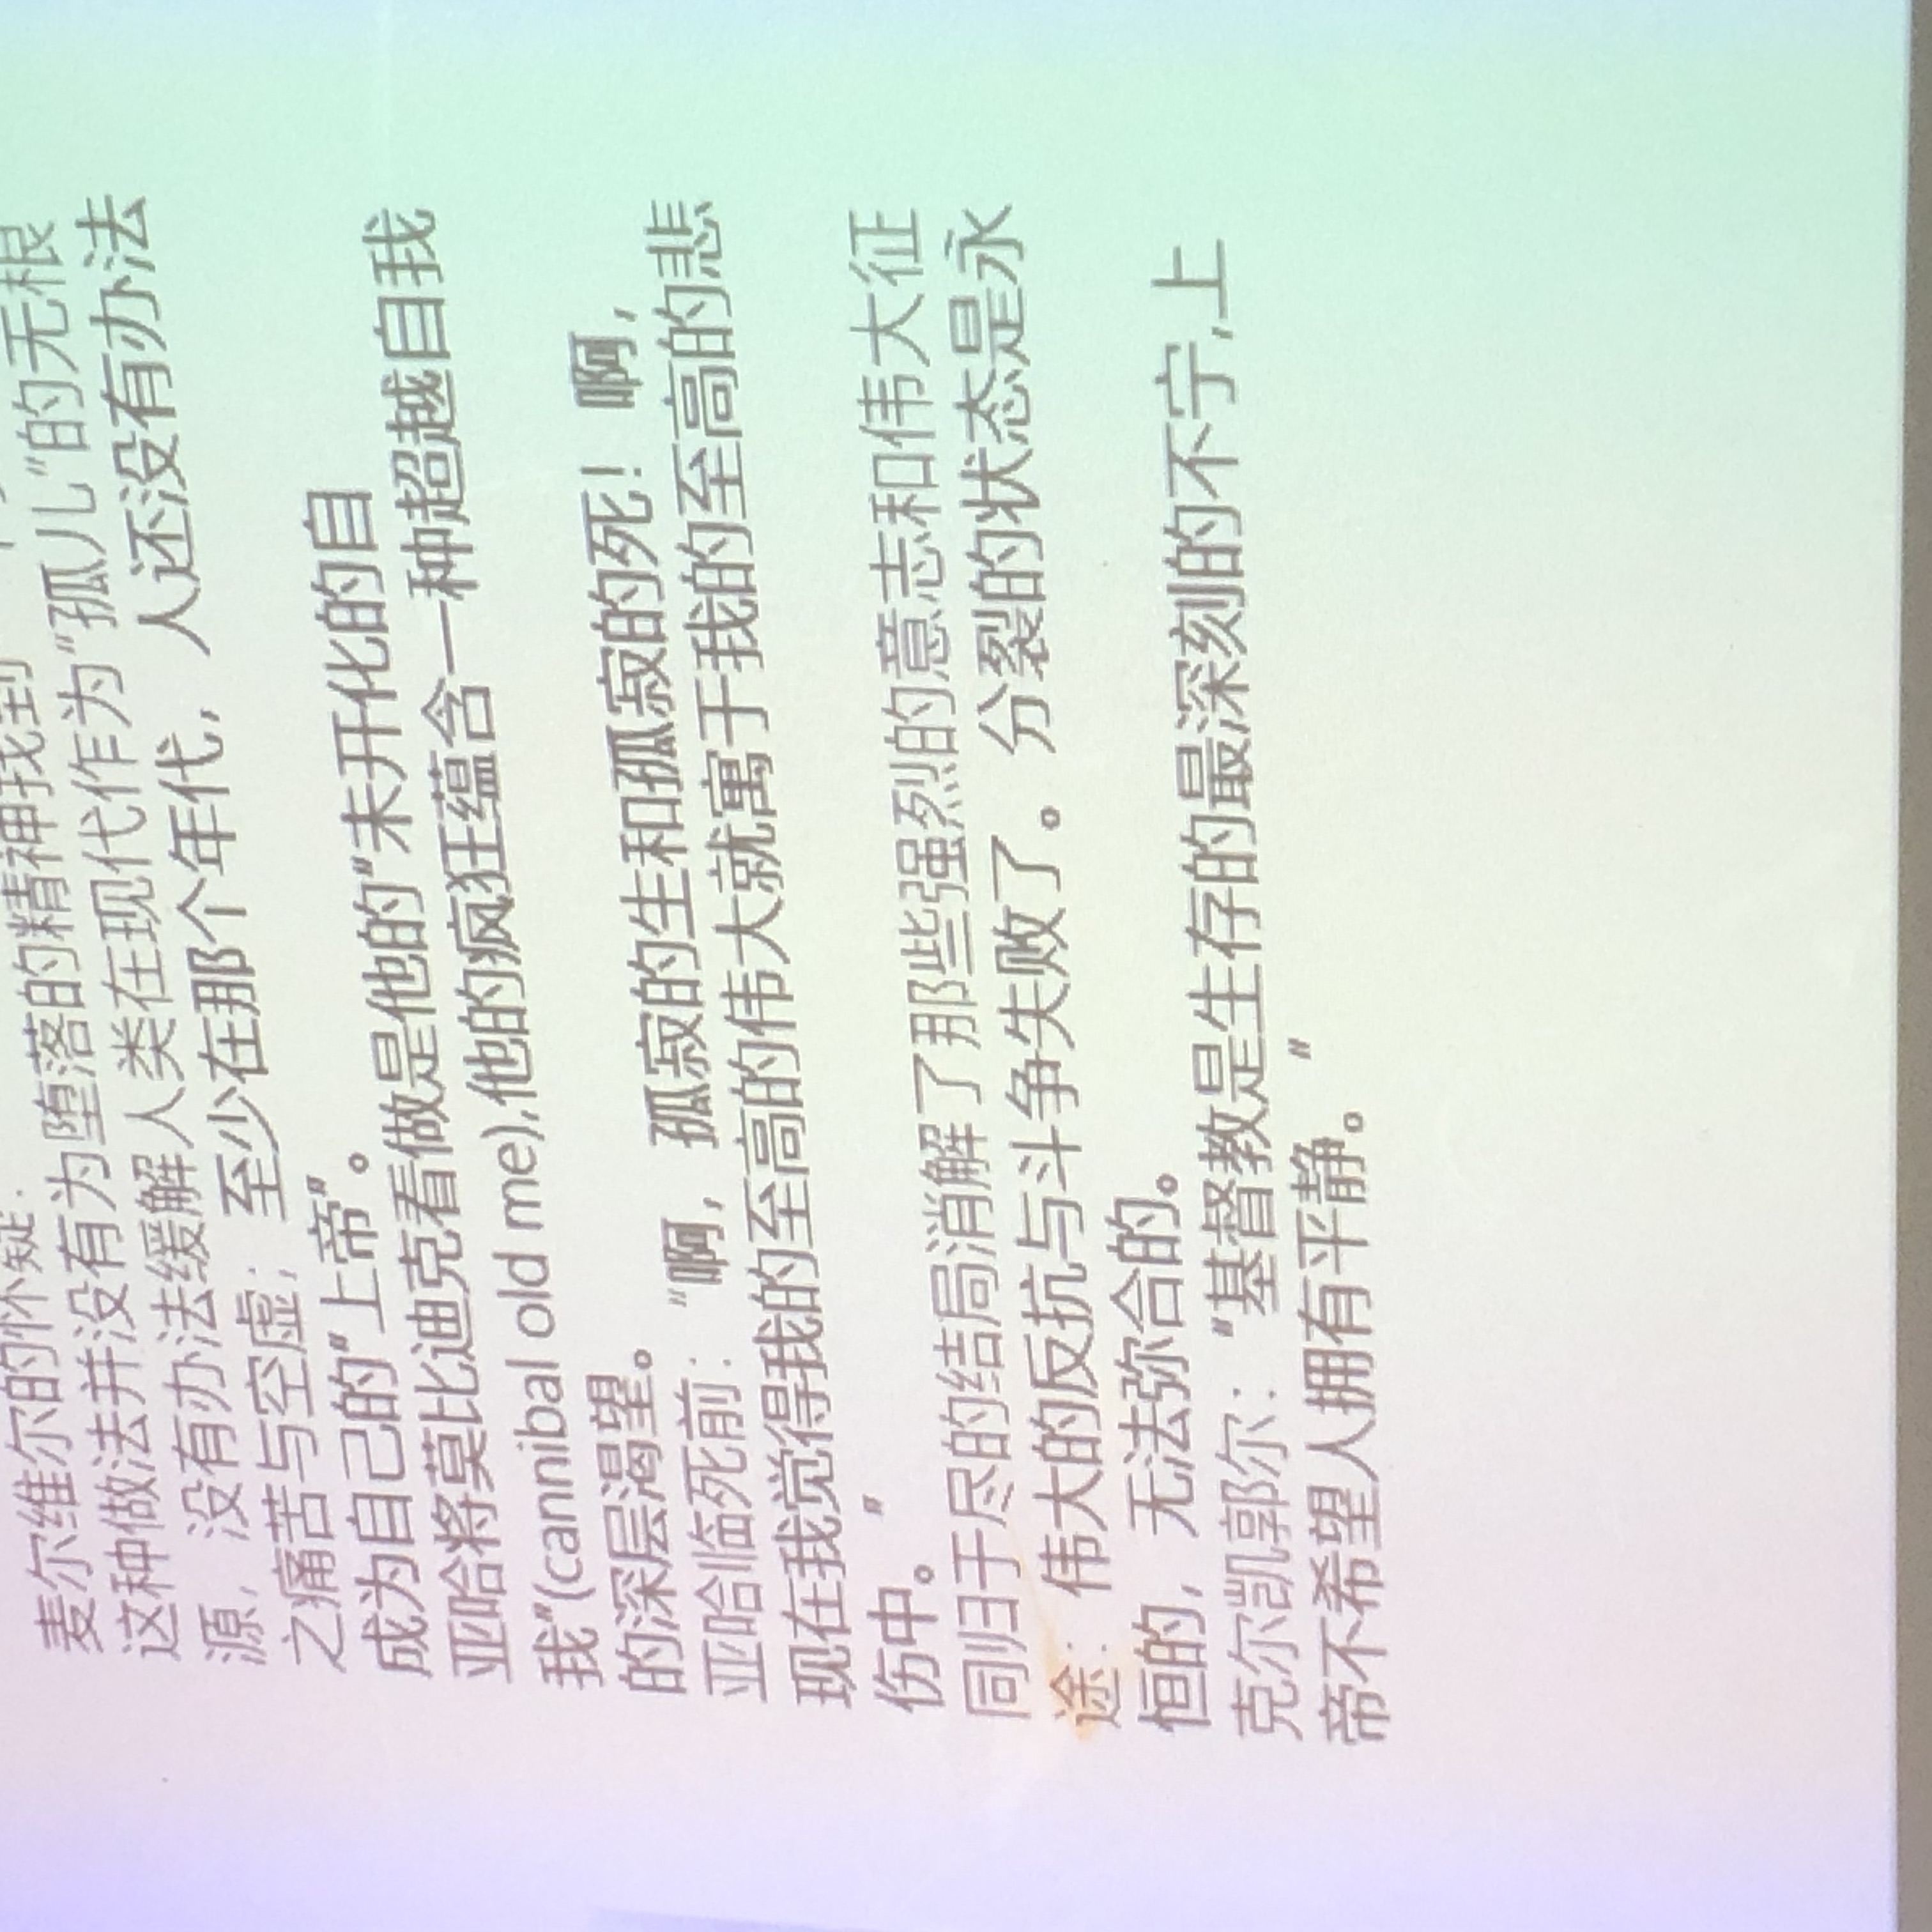 麦尔维尔的怀疑：
这种做法并没有为堕落的精神找到一
源，没有办法缓解人类在现代作为“孤儿”的无根
之痛苦与空虚；至少在那个年代，人还没有办法
成为自己的“上帝”。
亚哈将莫比迪克看做是他的“未开化的自
我”(cannibal old me),他的疯狂蕴含一种超越自我
的深层渴望。
亚哈临死前：“啊，孤寂的生和孤寂的死！啊，
现在我觉得我的至高的伟大就寓于我的至高的悲
伤中。”
同归于尽的结局消解了那些强烈的意志和伟大征
途：伟大的反抗与斗争失败了。分裂的状态是永
恒的，无法弥合的。
克尔凯郭尔：“基督教是生存的最深刻的不宁,上
帝不希望人拥有平静。”